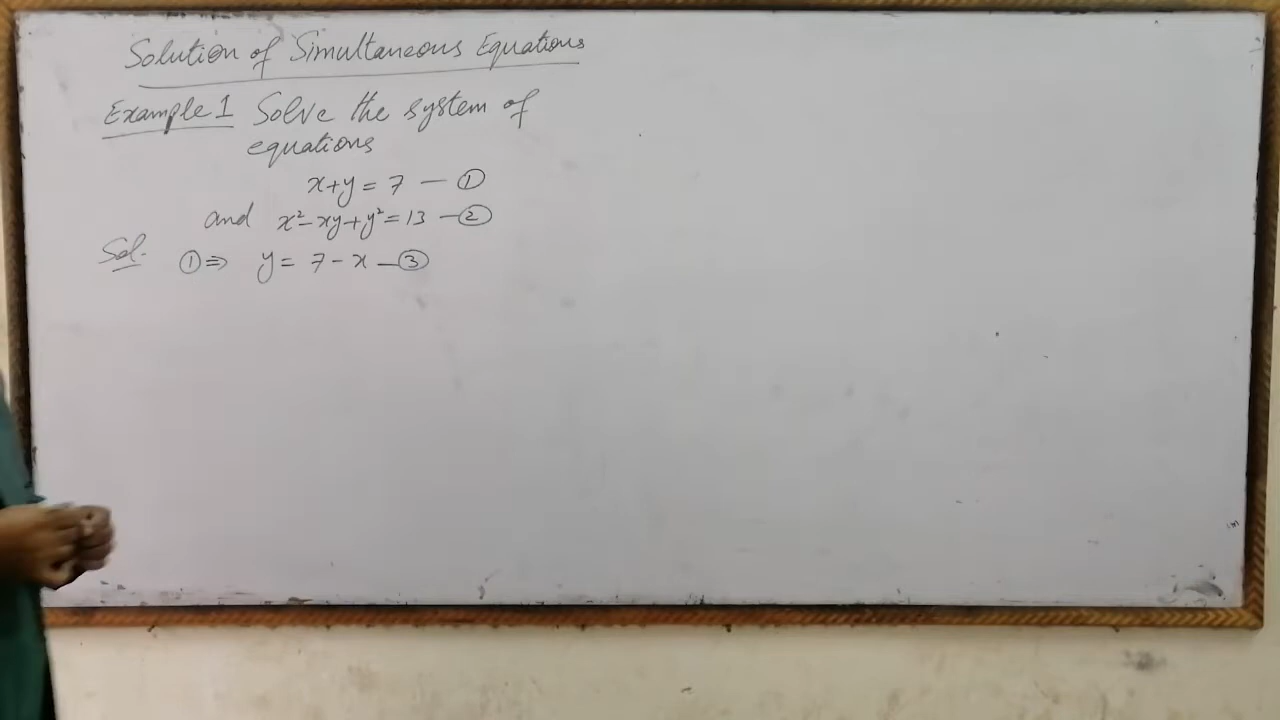 Solution of Simultaneous Equations
Example 1 Solve the system of
equations
x+y = 7 — ①
and x²-xy+y²=13 —②
Sol. ①⇒ y = 7-x —③